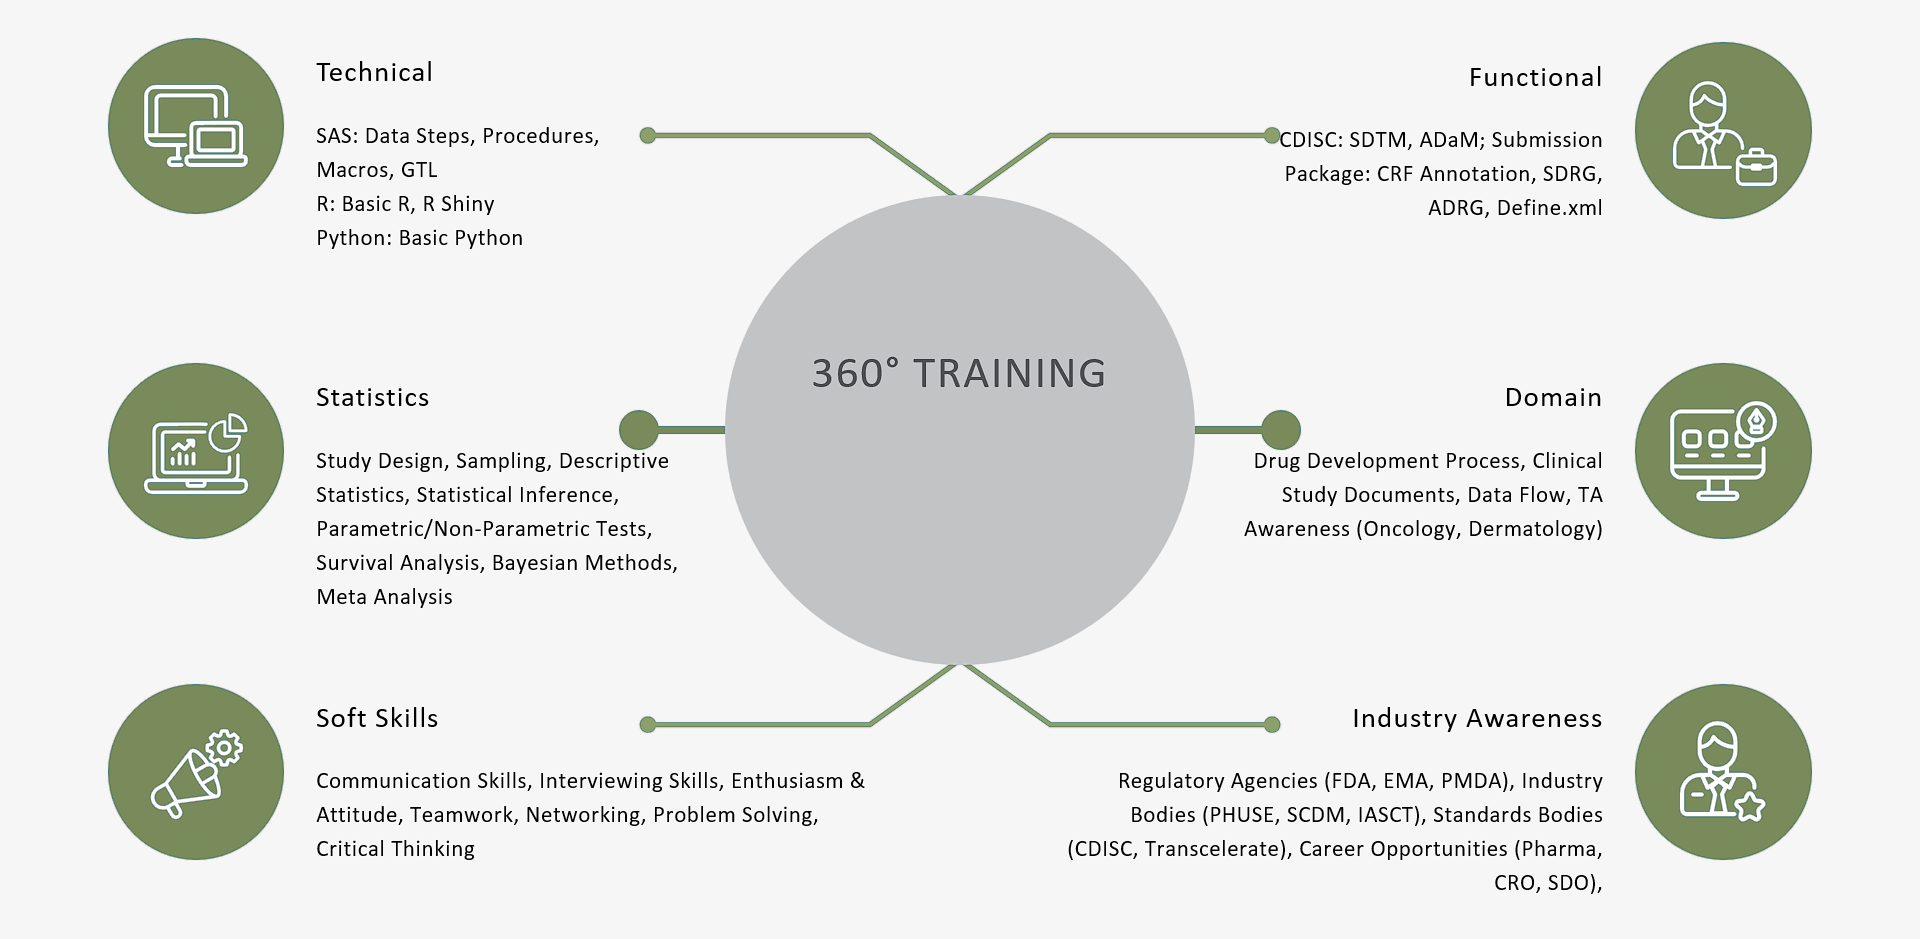 Technical
SAS: Data Steps, Procedures,
Macros, GTL
R: Basic R, R Shiny
Python: Basic Python
Functional
CDISC: SDTM, ADaM; Submission
Package: CRF Annotation, SDRG,
ADRG, Define.xml
360° TRAINING
Statistics
Study Design, Sampling, Descriptive
Statistics, Statistical Inference,
Parametric/Non-Parametric Tests,
Survival Analysis, Bayesian Methods,
Meta Analysis
Domain
Drug Development Process, Clinical
Study Documents, Data Flow, TA
Awareness (Oncology, Dermatology)
Soft Skills
Communication Skills, Interviewing Skills, Enthusiasm &
Attitude, Teamwork, Networking, Problem Solving,
Critical Thinking
Industry Awareness
Regulatory Agencies (FDA, EMA, PMDA), Industry
Bodies (PHUSE, SCDM, IASCT), Standards Bodies
(CDISC, Transcelerate), Career Opportunities (Pharma,
CRO, SDO),